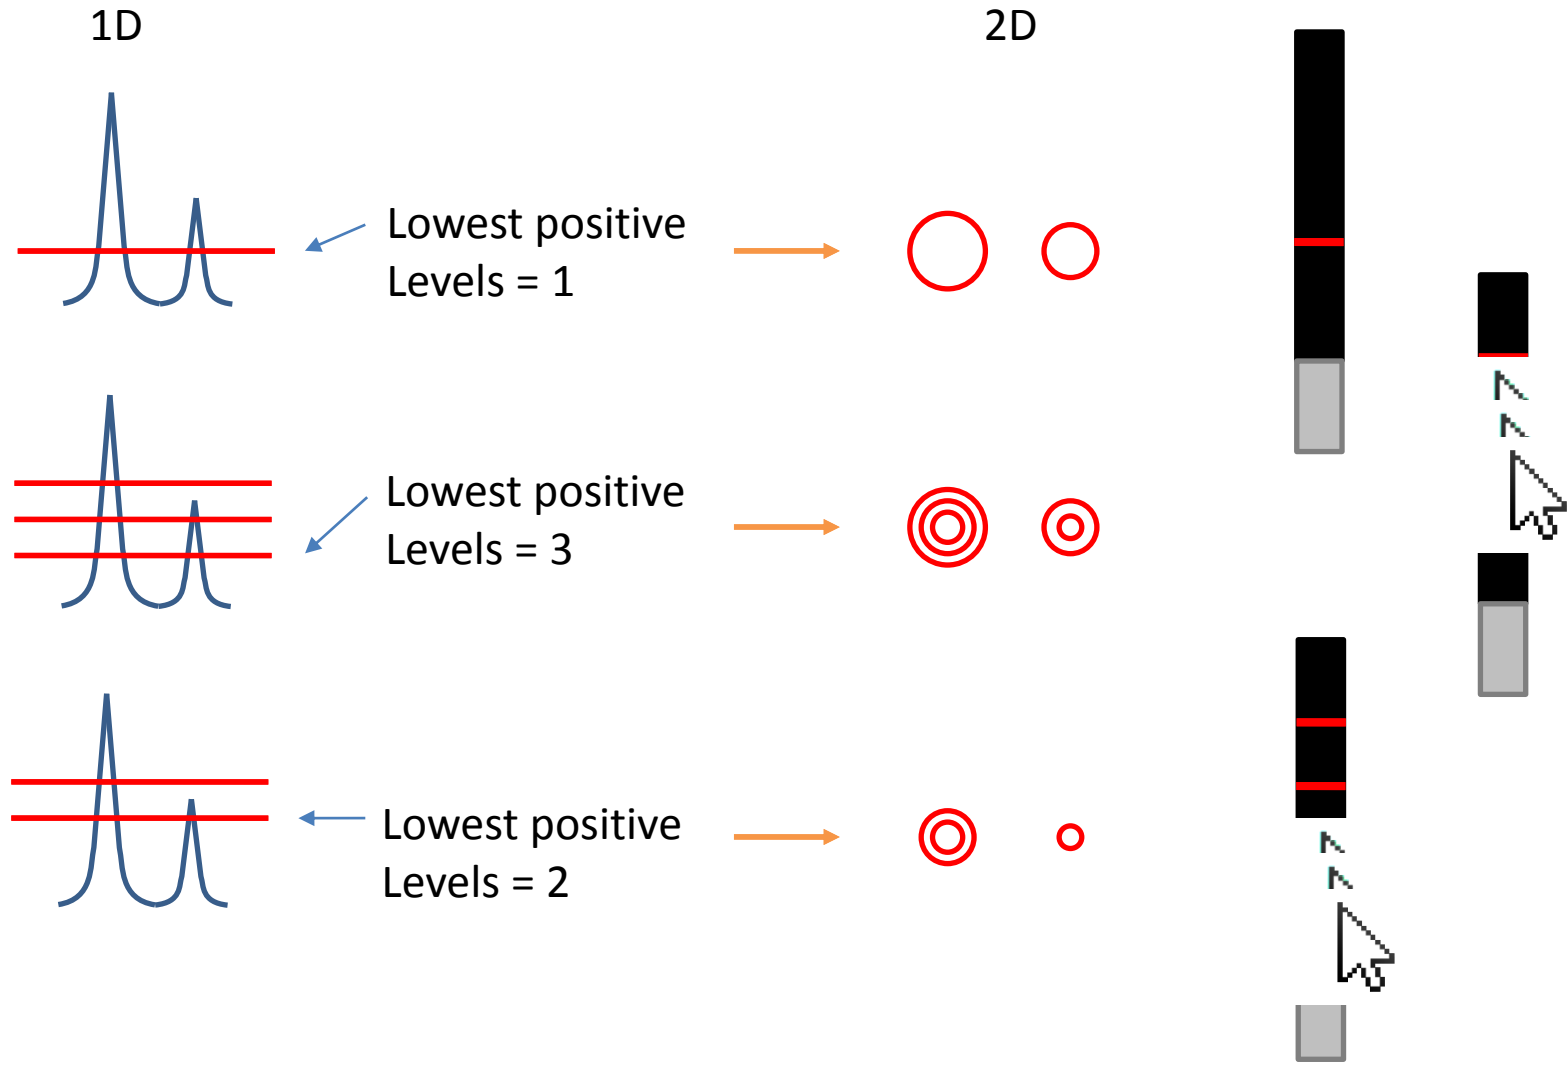 1D
2D
Lowest positive
Levels = 1
Lowest positive
Levels = 3
Lowest positive
Levels = 2